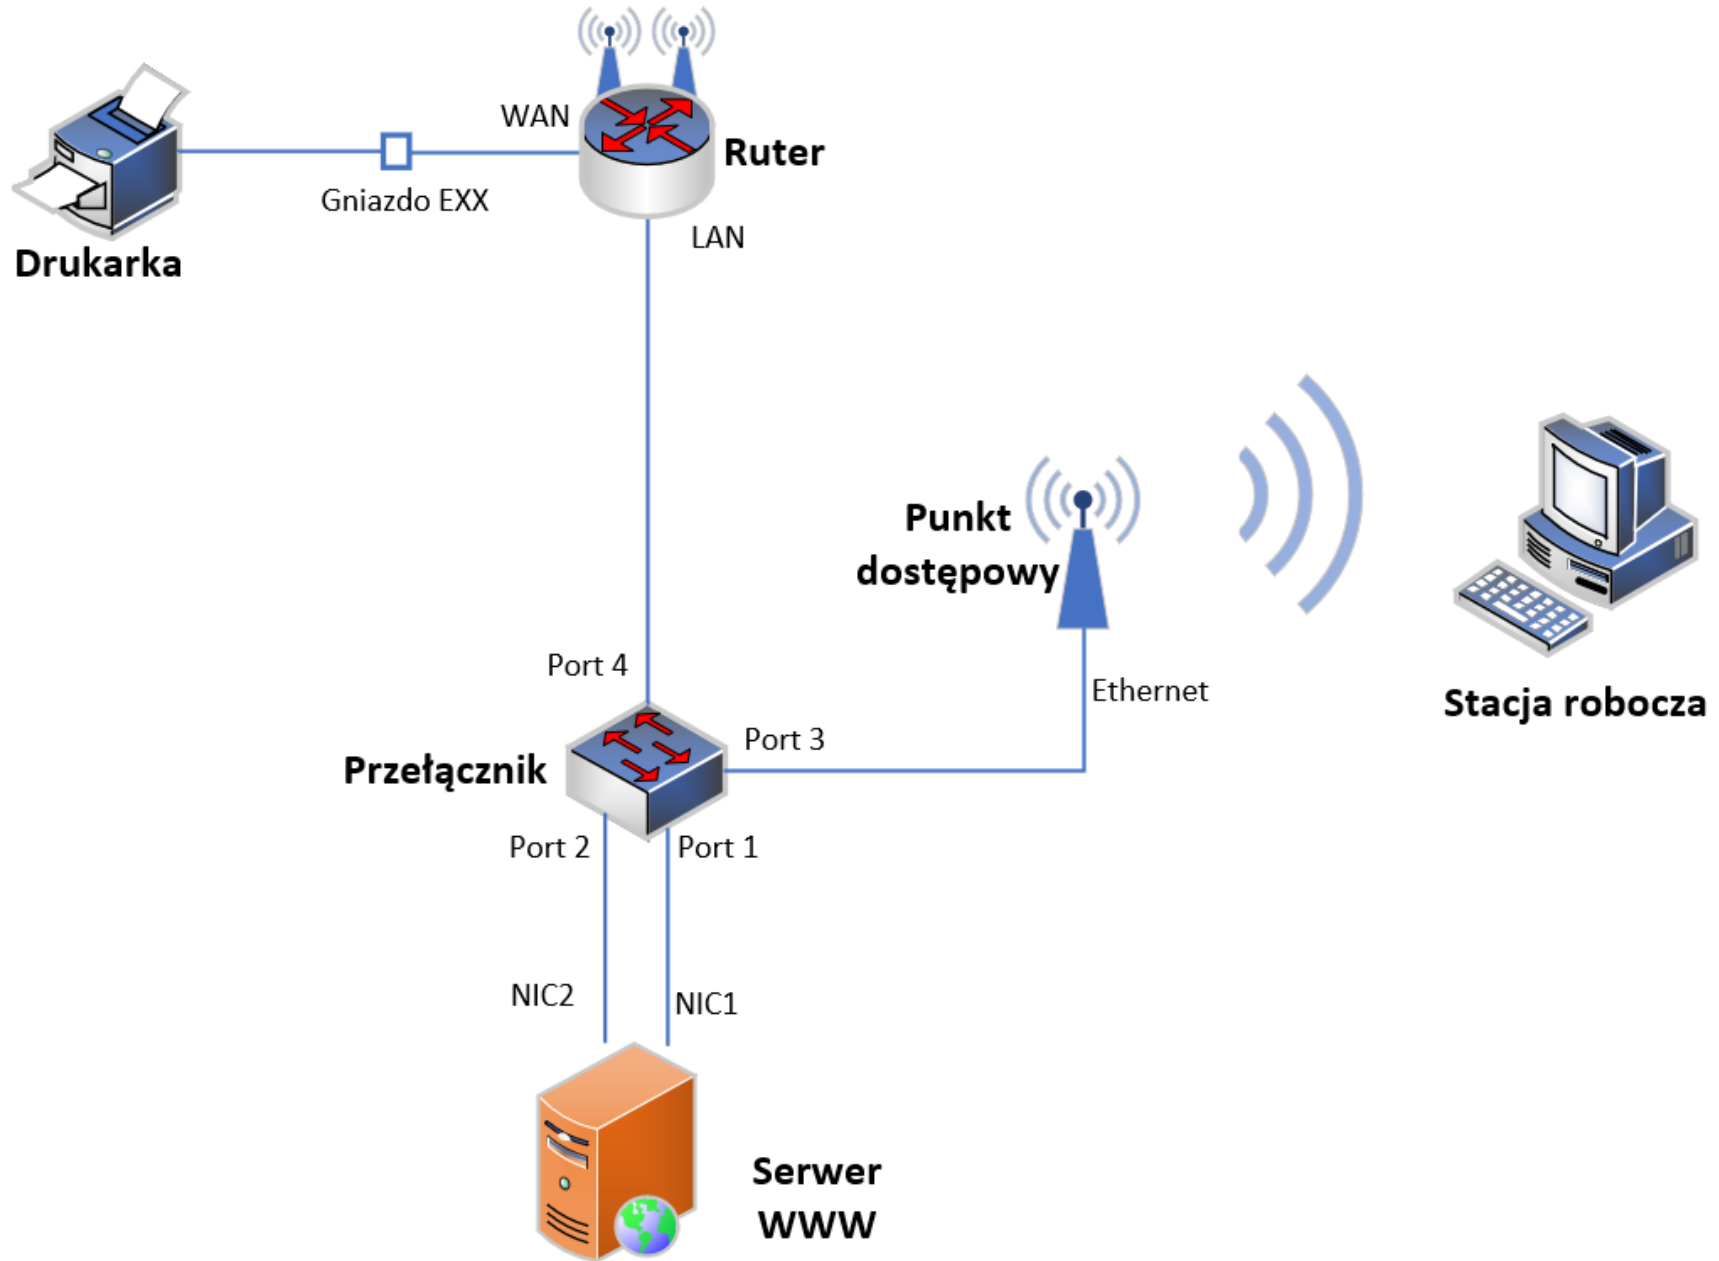 WAN
Ruter
Gniazdo EXX
LAN
Drukarka
Punkt
dostępowy
Port 4
Ethernet
Stacja robocza
Port 3
Przełącznik
Port 2
Port 1
NIC2
NIC1
Serwer
WWW